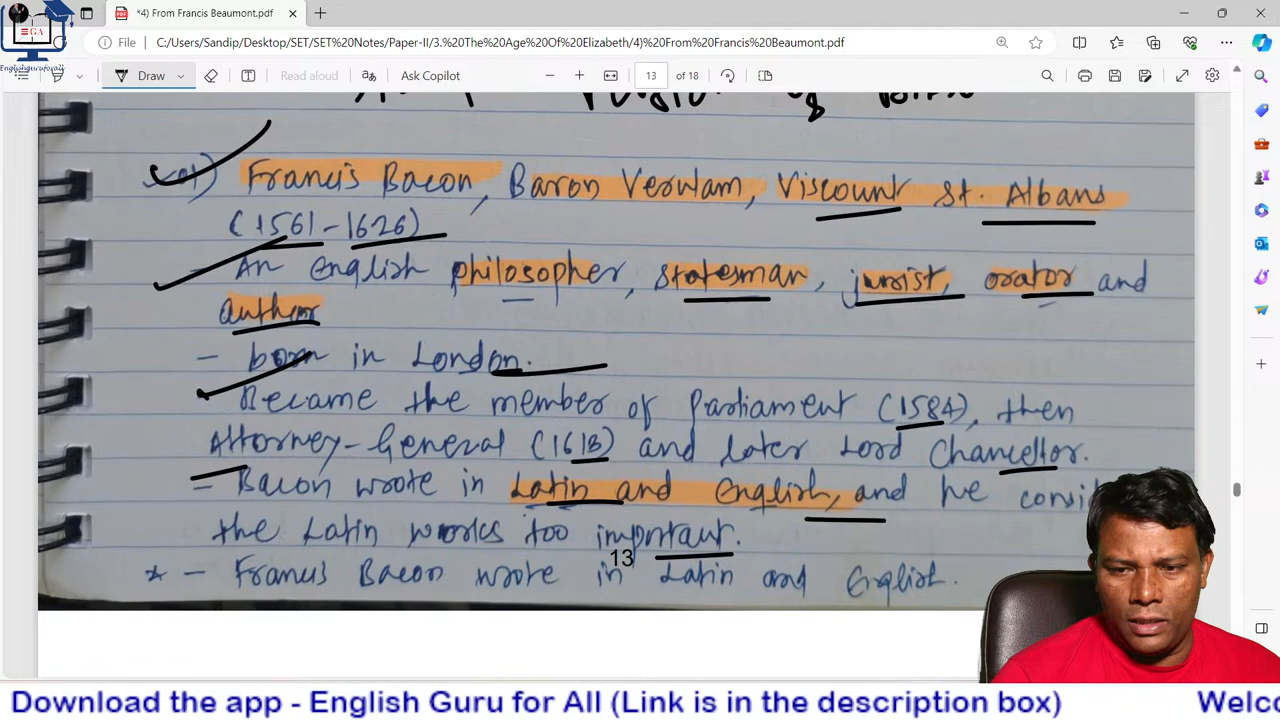 ≡GA
Englishguruforall
*4) From Francis Beaumont.pdf
File
C:/Users/Sandip/Desktop/SET/SET%20Notes/Paper-II/3.%20The%20Age%20Of%20Elizabeth/4)%20From%20Francis%20Beaumont.pdf
Draw
Read aloud
Ask Copilot
13
of 18
Francis Bacon, Baron Verulam, Viscount St. Albans
(1561-1626)
- An English philosopher, statesman, jurist, orator and
author
- born in London.
Became the member of Parliament (1584), then
Attorney-General (1613) and later Lord Chancellor.
- Bacon wrote in Latin and English, and he consid
the Latin works too important.
13
* - Francis Bacon wrote in Latin and English.
Download the app - English Guru for All (Link is in the description box)
Welco